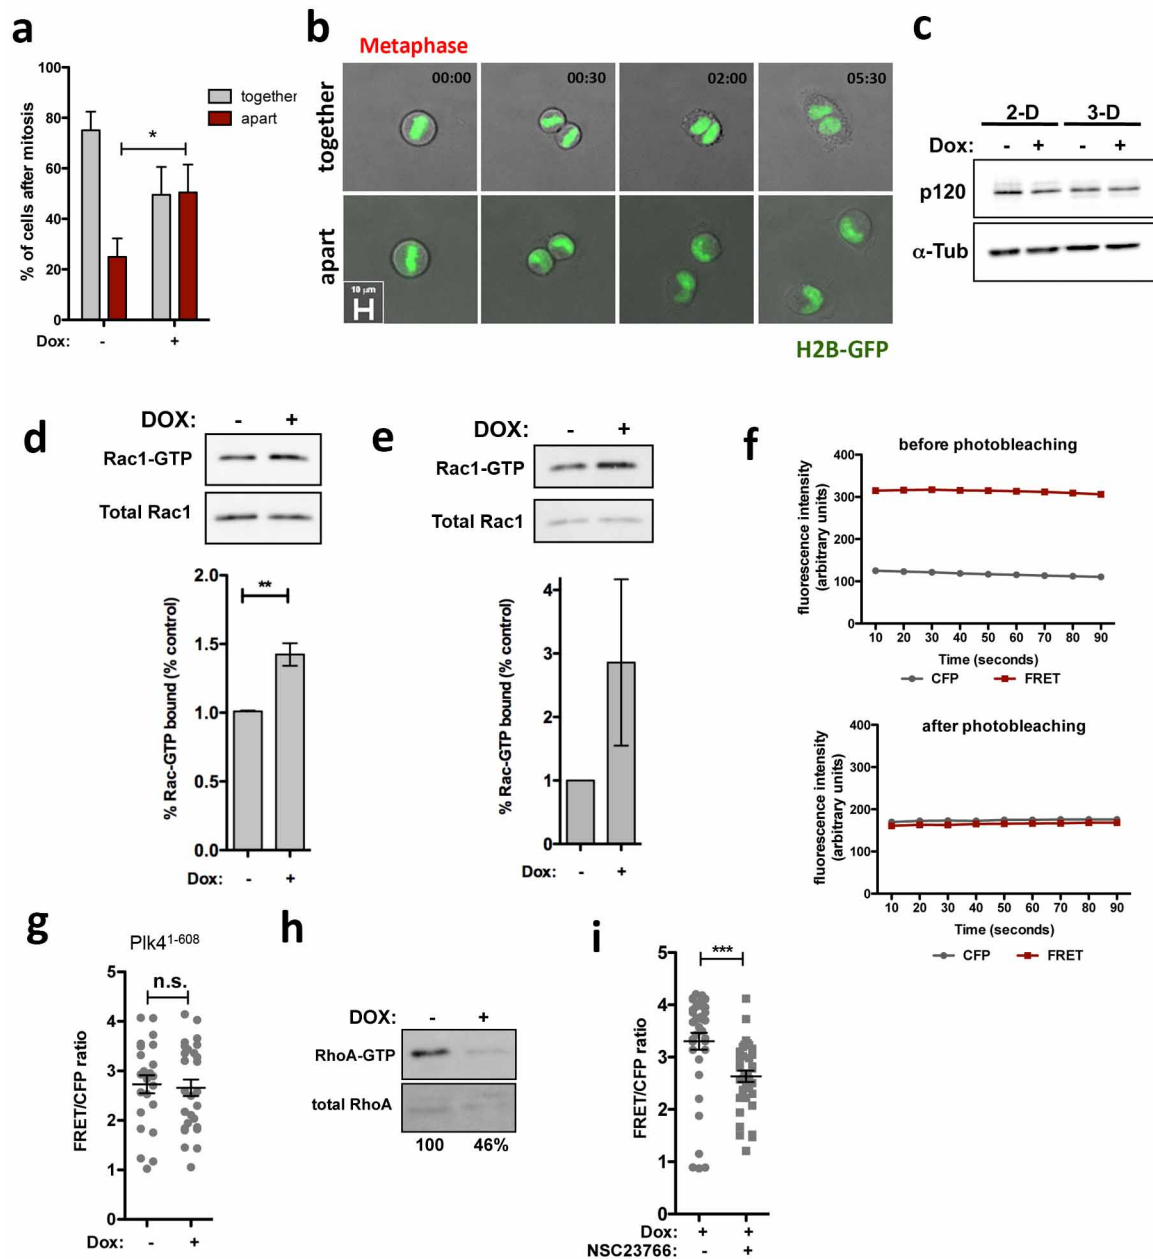 a
100
80
60
40
20
0
% of cells after mitosis
together
apart
*
Dox:
-
+
b
Metaphase
00:00
00:30
02:00
05:30
together
apart
10 µm
H2B-GFP
c
2-D
3-D
Dox:
-
+
-
+
p120
α-Tub
d
DOX:
-
+
Rac1-GTP
Total Rac1
2.0
1.5
1.0
0.5
0.0
% Rac-GTP bound (% control)
**
Dox:
-
+
e
DOX:
-
+
Rac1-GTP
Total Rac1
4
3
2
1
0
% Rac-GTP bound (% control)
Dox:
-
+
f
before photobleaching
400
300
200
100
0
fluorescence intensity
(arbitrary units)
10 20 30 40 50 60 70 80 90
Time (seconds)
CFP
FRET
after photobleaching
400
300
200
100
0
fluorescence intensity
(arbitrary units)
10 20 30 40 50 60 70 80 90
Time (seconds)
CFP
FRET
g
Plk4¹⁻⁶⁰⁸
5
4
3
2
1
0
FRET/CFP ratio
n.s.
Dox:
-
+
h
DOX:
-
+
RhoA-GTP
total RhoA
100
46%
i
5
4
3
2
1
0
FRET/CFP ratio
***
Dox:
+
+
NSC23766:
-
+